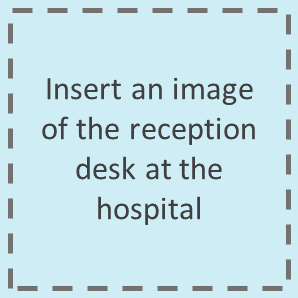 Insert an image
of the reception
desk at the
hospital